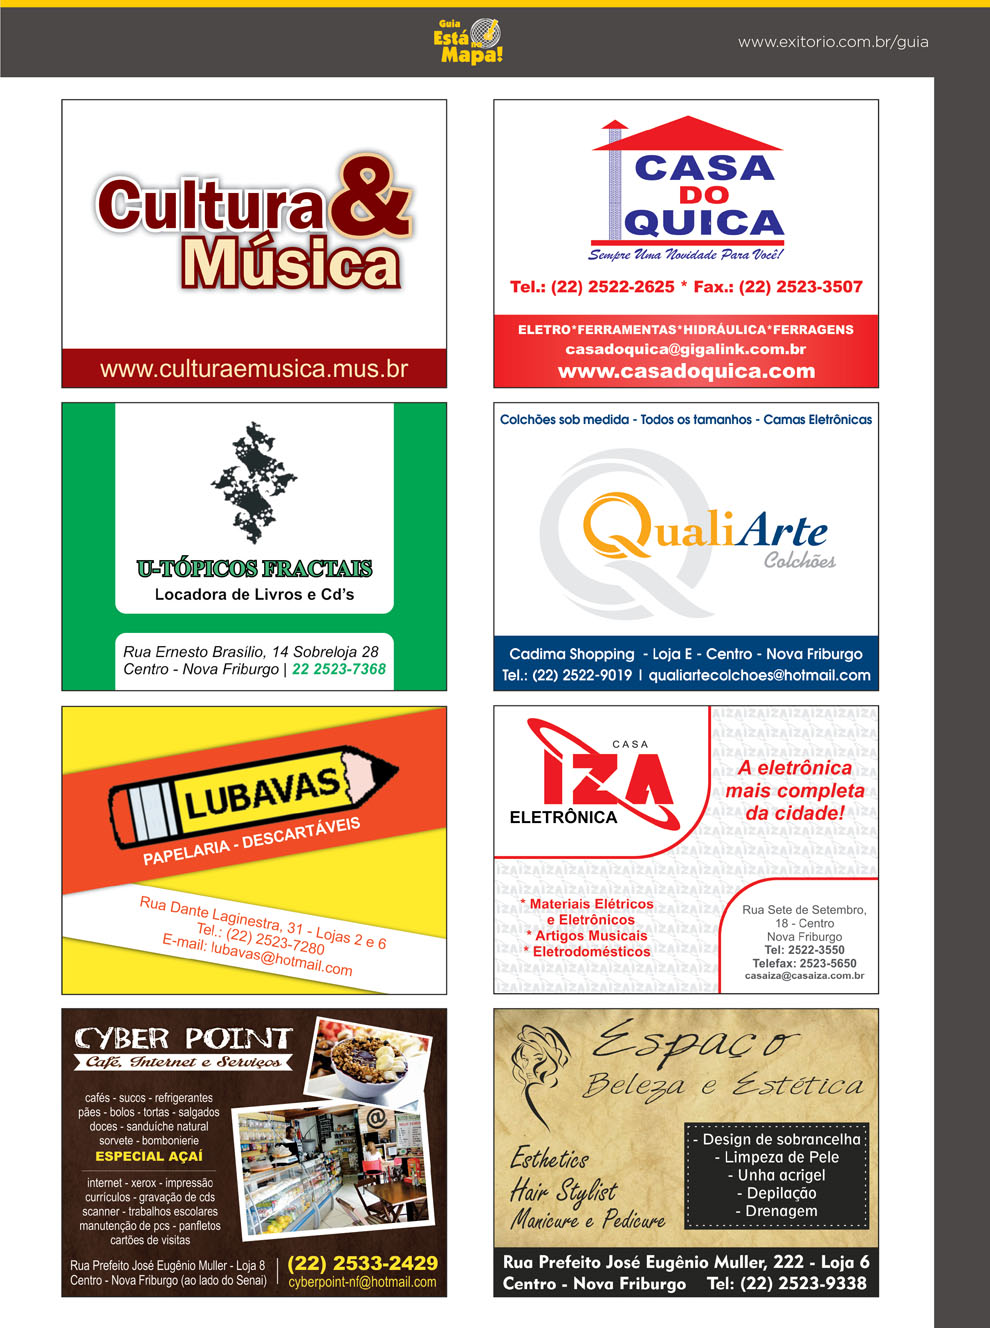 Guia
Está na
Mapa!
www.exitorio.com.br/guia
Cultura&
Música
www.culturaemusica.mus.br
CASA
DO
QUICA
Sempre Uma Novidade Para Você!
Tel.: (22) 2522-2625 * Fax.: (22) 2523-3507
ELETRO*FERRAMENTAS*HIDRÁULICA*FERRAGENS
casadoquica@gigalink.com.br
www.casadoquica.com
U-TÓPICOS FRACTAIS
Locadora de Livros e Cd's
Rua Ernesto Brasílio, 14 Sobreloja 28
Centro - Nova Friburgo | 22 2523-7368
Colchões sob medida - Todos os tamanhos - Camas Eletrônicas
QualiArte
Colchões
Cadima Shopping - Loja E - Centro - Nova Friburgo
Tel.: (22) 2522-9019 | qualiartecolchoes@hotmail.com
LUBAVAS
PAPELARIA - DESCARTÁVEIS
Rua Dante Laginestra, 31 - Lojas 2 e 6
Tel.: (22) 2523-7280
E-mail: lubavas@hotmail.com
CASA
IZA
ELETRÔNICA
A eletrônica
mais completa
da cidade!
* Materiais Elétricos
e Eletrônicos
* Artigos Musicais
* Eletrodomésticos
Rua Sete de Setembro,
18 - Centro
Nova Friburgo
Tel: 2522-3550
Telefax: 2523-5650
casaiza@casaiza.com.br
CYBER POINT
Café, Internet e Serviços
cafés - sucos - refrigerantes
pães - bolos - tortas - salgados
doces - sanduíche natural
sorvete - bombonierie
ESPECIAL AÇAÍ
internet - xerox - impressão
currículos - gravação de cds
scanner - trabalhos escolares
manutenção de pcs - panfletos
cartões de visitas
@
Rua Prefeito José Eugênio Muller - Loja 8
Centro - Nova Friburgo (ao lado do Senai)
(22) 2533-2429
cyberpoint-nf@hotmail.com
Espaço
Beleza e Estética
Esthetics
Hair Stylist
Manicure e Pedicure
- Design de sobrancelha
- Limpeza de Pele
- Unha acrigel
- Depilação
- Drenagem
Rua Prefeito José Eugênio Muller, 222 - Loja 6
Centro - Nova Friburgo Tel: (22) 2523-9338